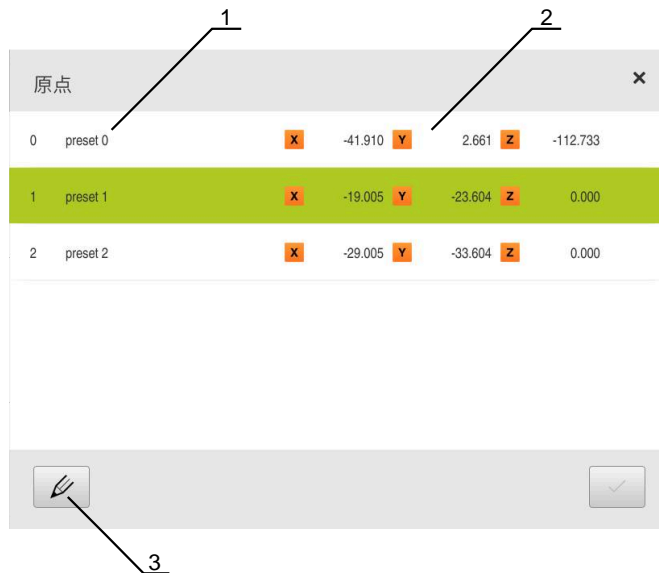 1 2
原点 ×
0 preset 0 X -41.910 Y 2.661 Z -112.733
1 preset 1 X -19.005 Y -23.604 Z 0.000
2 preset 2 X -29.005 Y -33.604 Z 0.000
3